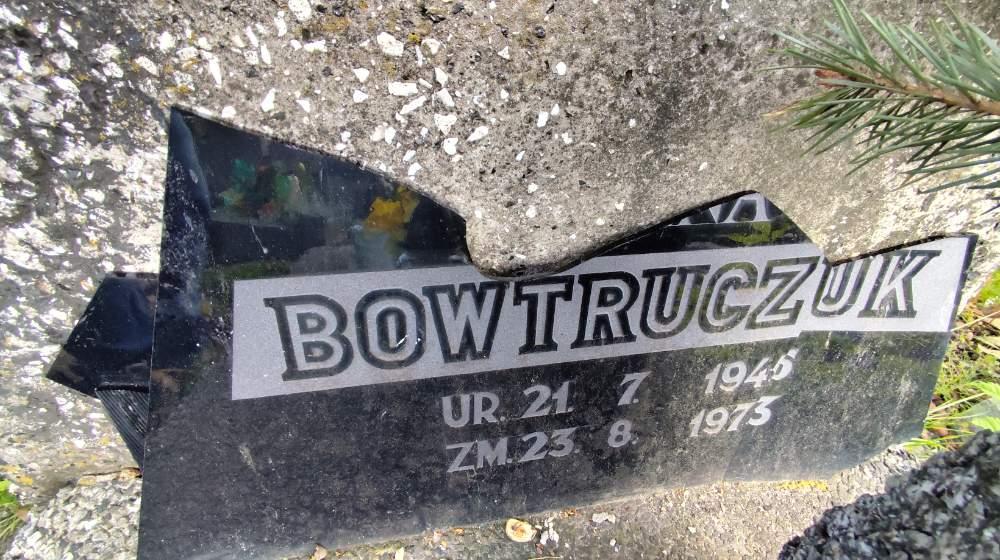 BOWTRUCZUK
UR. 21. 7. 1946
ZM. 23. 8. 1973